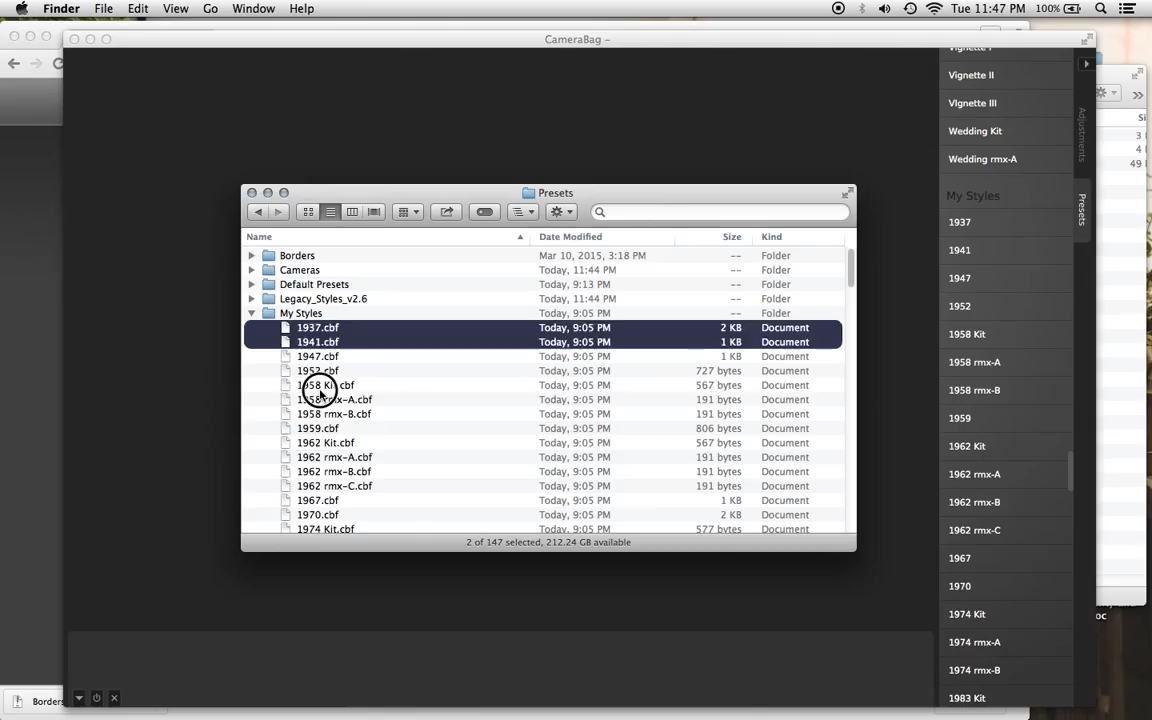 Finder File Edit View Go Window Help Tue 11:47 PM 100%
CameraBag –
Vignette I
Vignette II
VIgnette III
Wedding Kit
Wedding rmx-A
My Styles
1937
1941
1947
1952
1958 Kit
1958 rmx-A
1958 rmx-B
1959
1962 Kit
1962 rmx-A
1962 rmx-B
1962 rmx-C
1967
1970
1974 Kit
1974 rmx-A
1974 rmx-B
1983 Kit
Adjustments
Presets
Presets
Name Date Modified Size Kind
Borders Mar 10, 2015, 3:18 PM -- Folder
Cameras Today, 11:44 PM -- Folder
Default Presets Today, 9:13 PM -- Folder
Legacy_Styles_v2.6 Today, 11:44 PM -- Folder
My Styles Today, 9:05 PM -- Folder
1937.cbf Today, 9:05 PM 2 KB Document
1941.cbf Today, 9:05 PM 1 KB Document
1947.cbf Today, 9:05 PM 1 KB Document
1952.cbf Today, 9:05 PM 727 bytes Document
1958 Kit.cbf Today, 9:05 PM 567 bytes Document
1958 rmx-A.cbf Today, 9:05 PM 191 bytes Document
1958 rmx-B.cbf Today, 9:05 PM 191 bytes Document
1959.cbf Today, 9:05 PM 806 bytes Document
1962 Kit.cbf Today, 9:05 PM 567 bytes Document
1962 rmx-A.cbf Today, 9:05 PM 191 bytes Document
1962 rmx-B.cbf Today, 9:05 PM 191 bytes Document
1962 rmx-C.cbf Today, 9:05 PM 191 bytes Document
1967.cbf Today, 9:05 PM 1 KB Document
1970.cbf Today, 9:05 PM 2 KB Document
1974 Kit.cbf Today, 9:05 PM 577 bytes Document
2 of 147 selected, 212.24 GB available
Si
3
4
49
oc
Borders